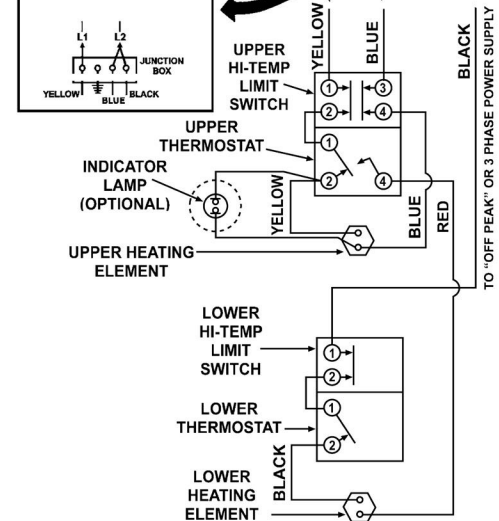 L1 L2
JUNCTION
BOX
YELLOW BLUE BLACK
YELLOW
BLUE
BLACK
TO "OFF PEAK" OR 3 PHASE POWER SUPPLY
UPPER
HI-TEMP
LIMIT
SWITCH
1 3
2 4
UPPER
THERMOSTAT
1
2 4
INDICATOR
LAMP
(OPTIONAL)
YELLOW
BLUE
RED
UPPER HEATING
ELEMENT
LOWER
HI-TEMP
LIMIT
SWITCH
1
2
LOWER
THERMOSTAT
1
2
BLACK
LOWER
HEATING
ELEMENT